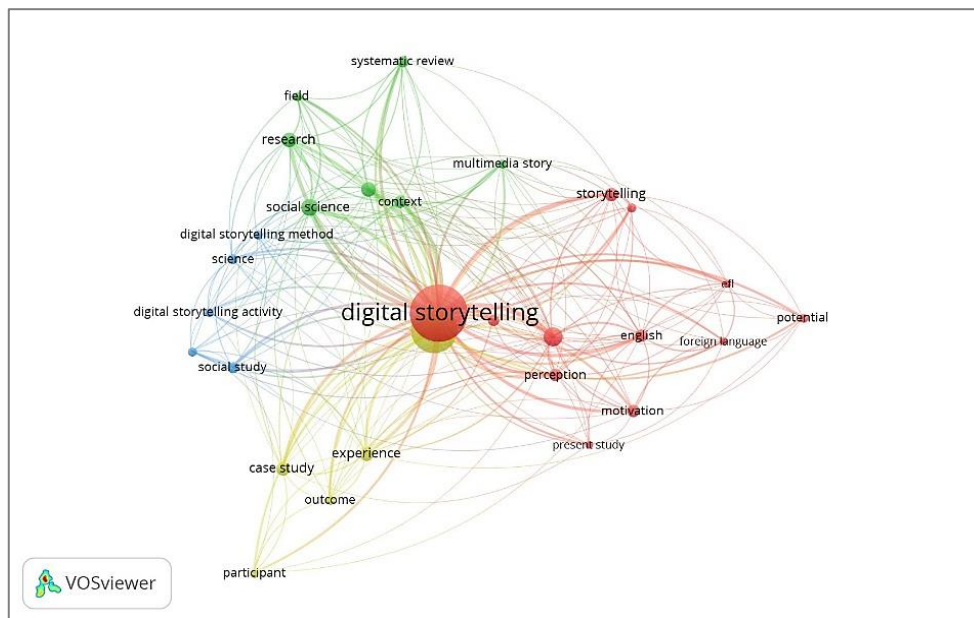 systematic review
field
research
multimedia story
storytelling
social science
context
digital storytelling method
science
efl
digital storytelling activity
digital storytelling
potential
english
foreign language
social study
perception
motivation
present study
experience
case study
outcome
participant
VOSviewer